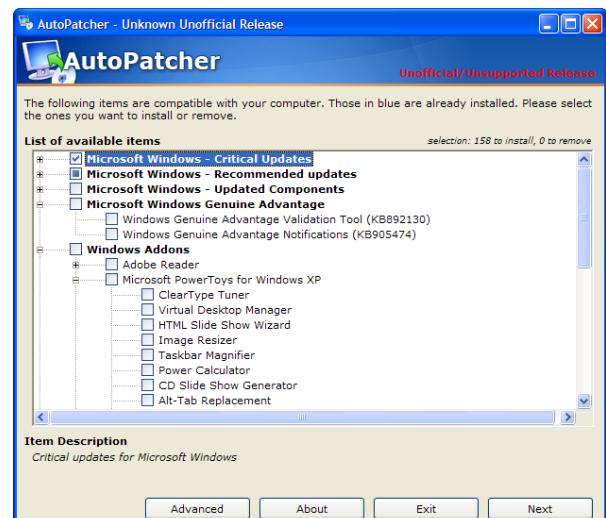 AutoPatcher - Unknown Unofficial Release
AutoPatcher
Unofficial/Unsupported Release
The following items are compatible with your computer. Those in blue are already installed. Please select
the ones you want to install or remove.
List of available items
selection: 158 to install, 0 to remove
Microsoft Windows - Critical Updates
Microsoft Windows - Recommended updates
Microsoft Windows - Updated Components
Microsoft Windows Genuine Advantage
Windows Genuine Advantage Validation Tool (KB892130)
Windows Genuine Advantage Notifications (KB905474)
Windows Addons
Adobe Reader
Microsoft PowerToys for Windows XP
ClearType Tuner
Virtual Desktop Manager
HTML Slide Show Wizard
Image Resizer
Taskbar Magnifier
Power Calculator
CD Slide Show Generator
Alt-Tab Replacement
Item Description
Critical updates for Microsoft Windows
Advanced
About
Exit
Next